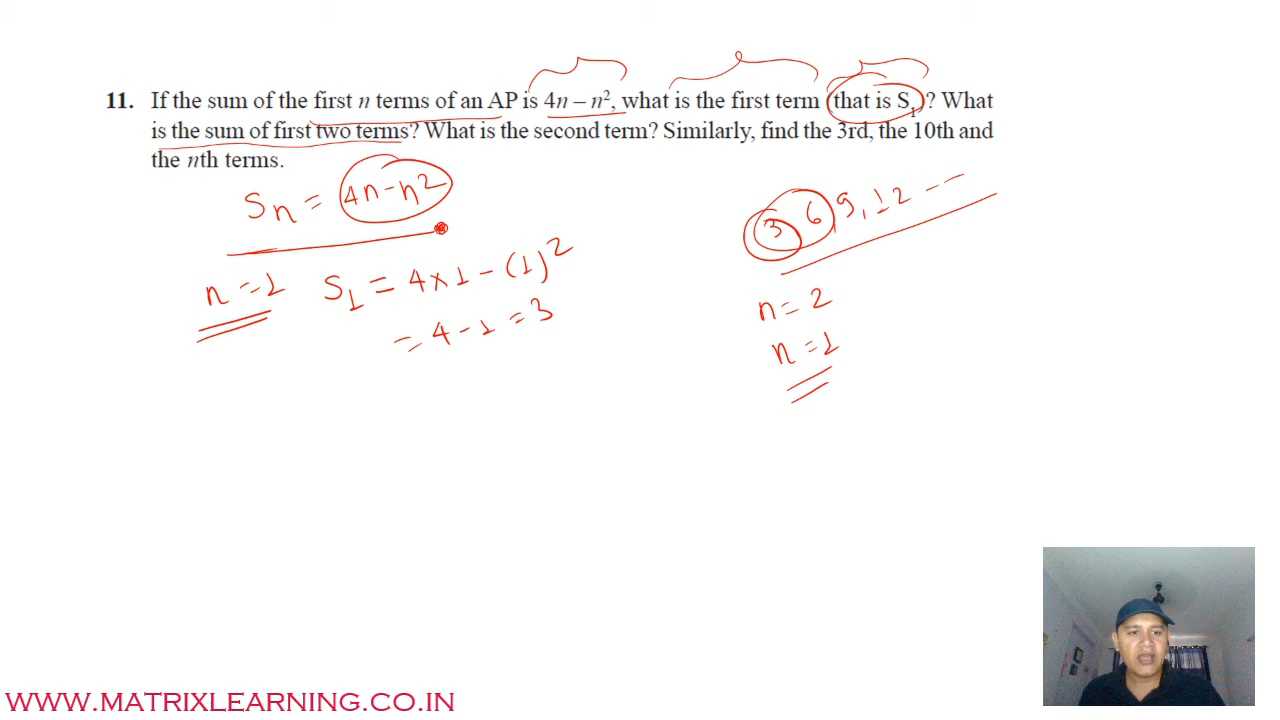 11. If the sum of the first n terms of an AP is 4n – n², what is the first term (that is S₁)? What
is the sum of first two terms? What is the second term? Similarly, find the 3rd, the 10th and
the nth terms.
Sn = 4n-n²
3 6 9, 12 --
n=1 S₁ = 4×1 - (1)²
= 4-1 = 3
n=2
n=1
WWW.MATRIXLEARNING.CO.IN